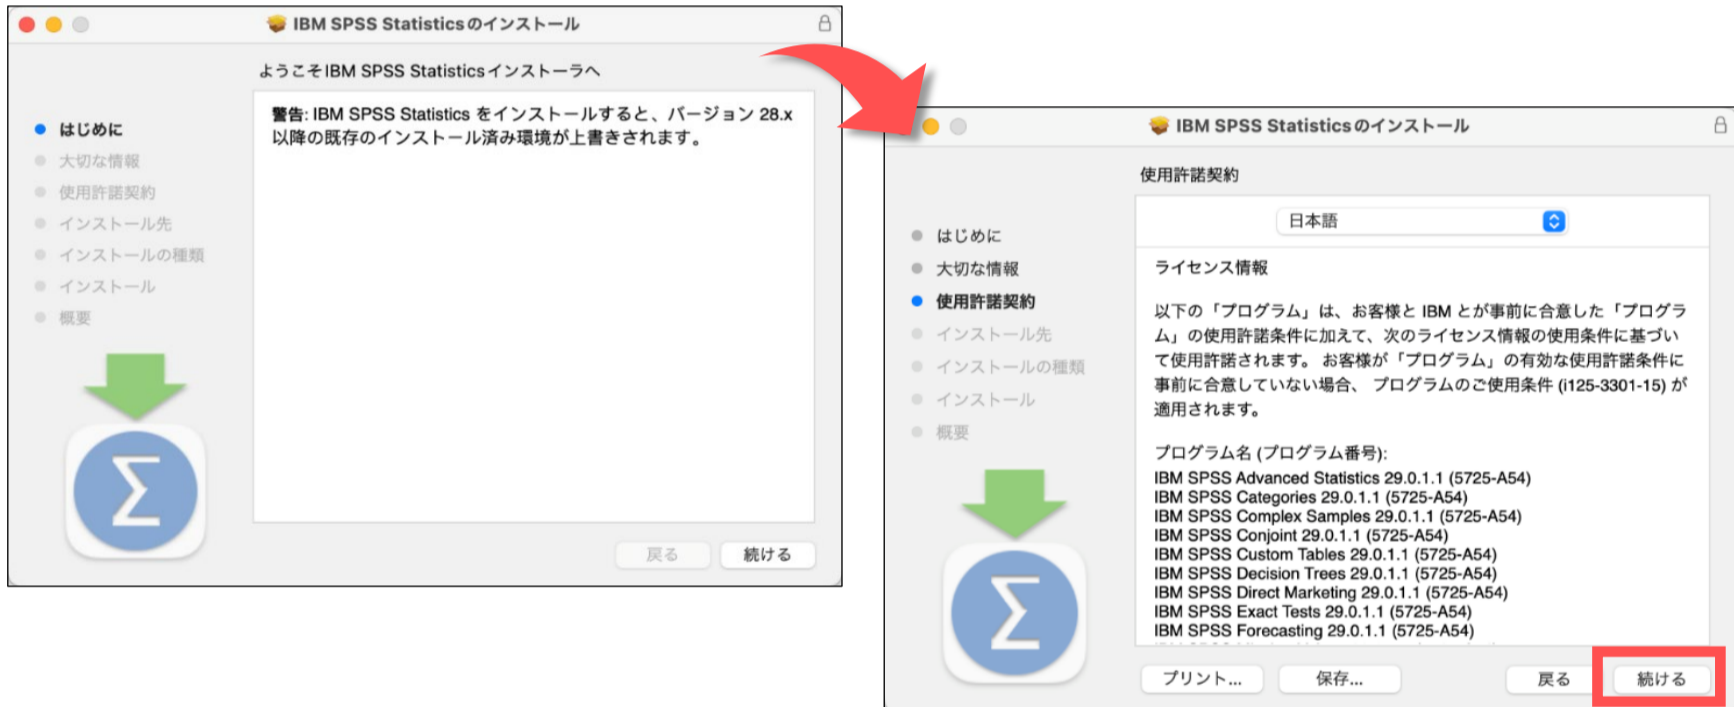 IBM SPSS Statisticsのインストール
ようこそIBM SPSS Statisticsインストーラへ
はじめに
大切な情報
使用許諾契約
インストール先
インストールの種類
インストール
概要
警告: IBM SPSS Statistics をインストールすると、バージョン 28.x
以降の既存のインストール済み環境が上書きされます。
Σ
戻る
続ける
IBM SPSS Statisticsのインストール
使用許諾契約
はじめに
大切な情報
使用許諾契約
インストール先
インストールの種類
インストール
概要
日本語
ライセンス情報
以下の「プログラム」は、お客様と IBM とが事前に合意した「プログラ
ム」の使用許諾条件に加えて、次のライセンス情報の使用条件に基づい
て使用許諾されます。 お客様が「プログラム」の有効な使用許諾条件に
事前に合意していない場合、 プログラムのご使用条件 (i125-3301-15) が
適用されます。
プログラム名 (プログラム番号):
IBM SPSS Advanced Statistics 29.0.1.1 (5725-A54)
IBM SPSS Categories 29.0.1.1 (5725-A54)
IBM SPSS Complex Samples 29.0.1.1 (5725-A54)
IBM SPSS Conjoint 29.0.1.1 (5725-A54)
IBM SPSS Custom Tables 29.0.1.1 (5725-A54)
IBM SPSS Decision Trees 29.0.1.1 (5725-A54)
IBM SPSS Direct Marketing 29.0.1.1 (5725-A54)
IBM SPSS Exact Tests 29.0.1.1 (5725-A54)
IBM SPSS Forecasting 29.0.1.1 (5725-A54)
Σ
プリント...
保存...
戻る
続ける